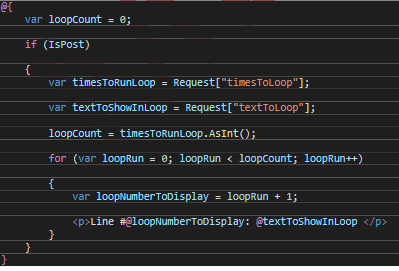 @{
    var loopCount = 0;
    if (IsPost)
    {
        var timesToRunLoop = Request["timesToLoop"];
        var textToShowInLoop = Request["textToLoop"];
        loopCount = timesToRunLoop.AsInt();
        for (var loopRun = 0; loopRun < loopCount; loopRun++)
        {
            var loopNumberToDisplay = loopRun + 1;
            <p>Line #@loopNumberToDisplay: @textToShowInLoop </p>
        }
    }
}